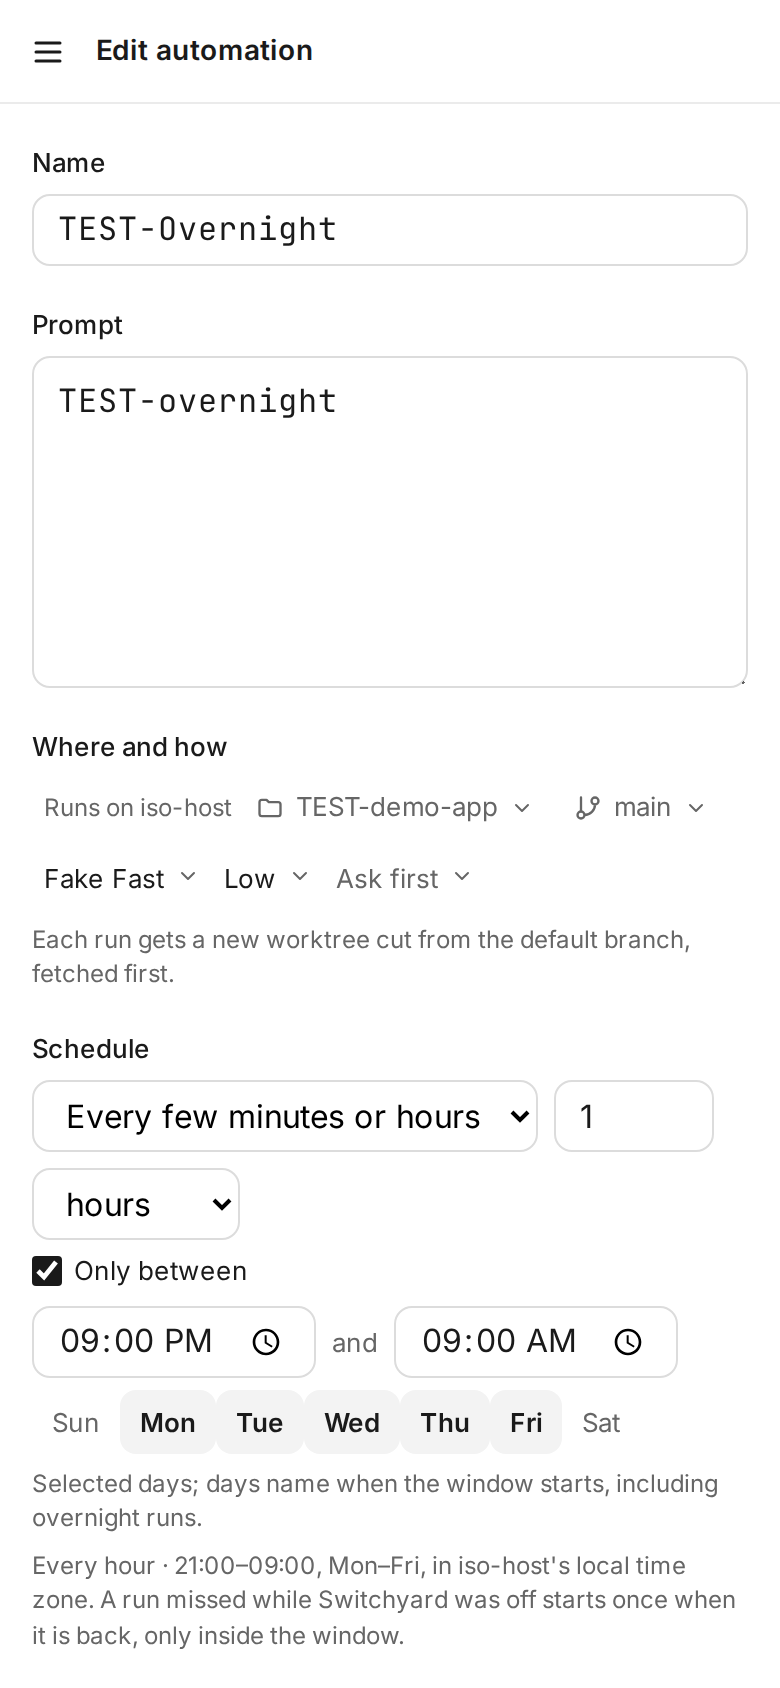 Edit automation
Name
TEST-Overnight
Prompt
TEST-overnight
Where and how
Runs on iso-host TEST-demo-app main
Fake Fast Low Ask first
Each run gets a new worktree cut from the default branch,
fetched first.
Schedule
Every few minutes or hours 1
hours
Only between
09:00 PM and 09:00 AM
Sun Mon Tue Wed Thu Fri Sat
Selected days; days name when the window starts, including
overnight runs.
Every hour · 21:00–09:00, Mon–Fri, in iso-host's local time
zone. A run missed while Switchyard was off starts once when
it is back, only inside the window.